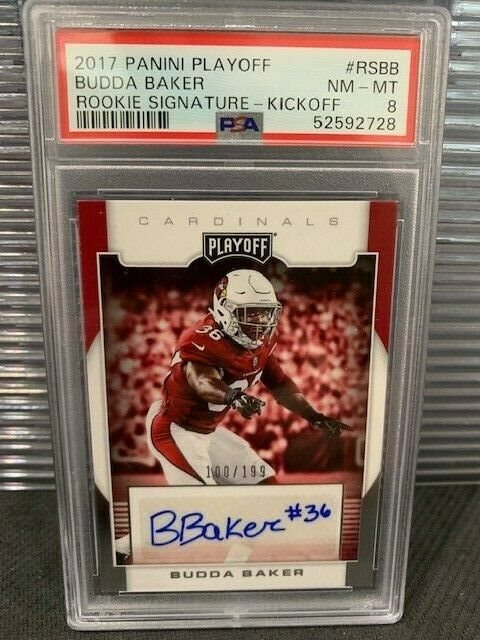 2017 PANINI PLAYOFF #RSBB
BUDDA BAKER NM-MT
ROOKIE SIGNATURE-KICKOFF 8
PSA 52592728
CARDINALS
PLAYOFF
36
100/199
BBaker #36
BUDDA BAKER